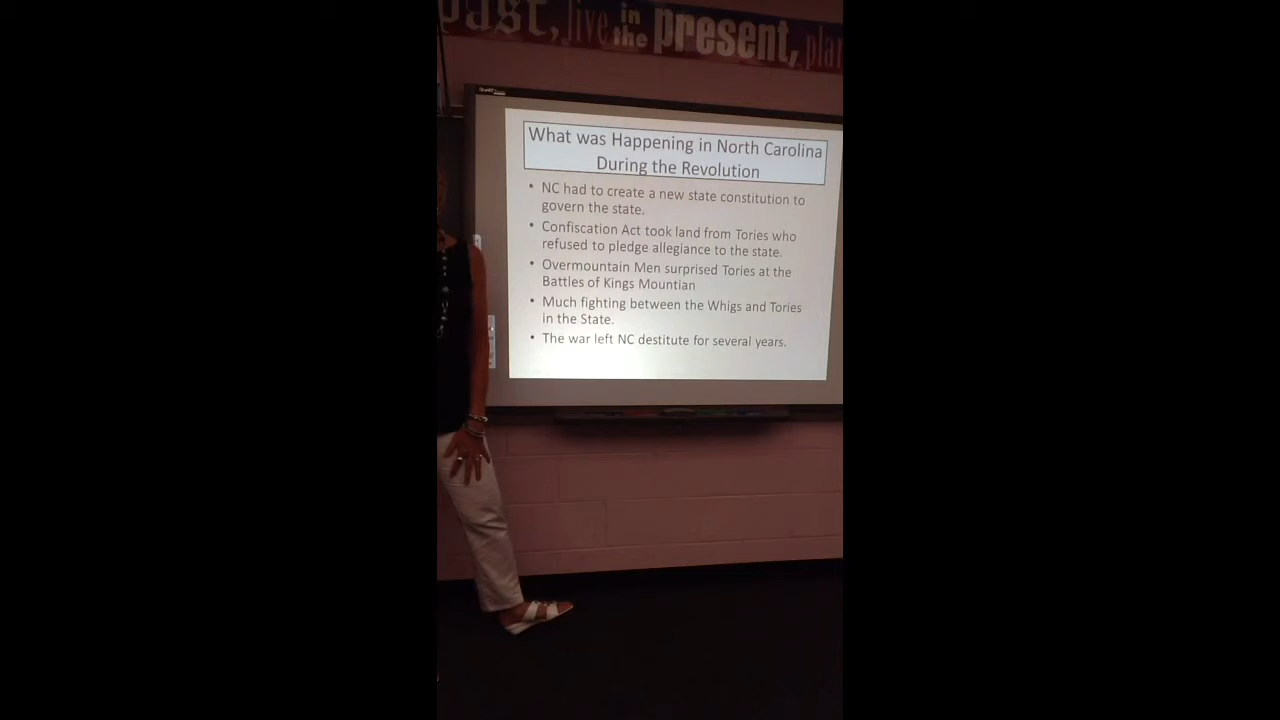 past, live in the present, plan
SMART
What was Happening in North Carolina
During the Revolution
• NC had to create a new state constitution to
govern the state.
• Confiscation Act took land from Tories who
refused to pledge allegiance to the state.
• Overmountain Men surprised Tories at the
Battles of Kings Mountian
• Much fighting between the Whigs and Tories
in the State.
• The war left NC destitute for several years.